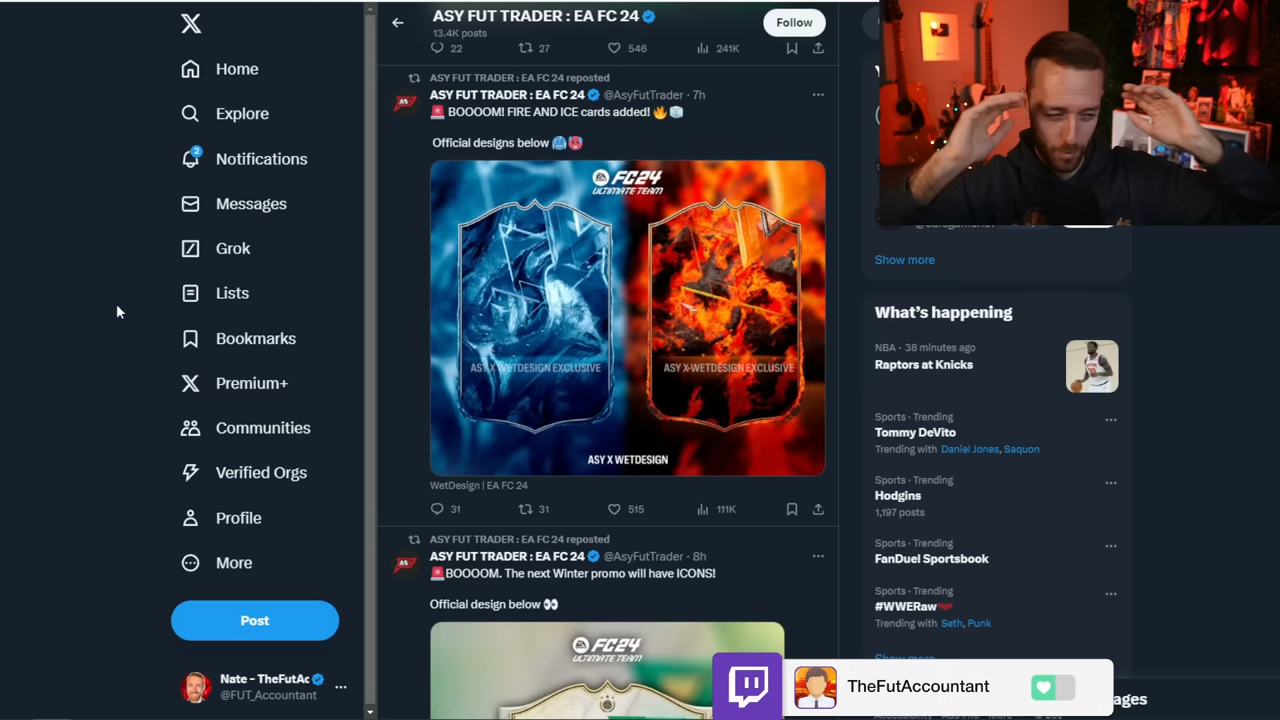 Home
Explore
2
Notifications
Messages
Grok
Lists
Bookmarks
Premium+
Communities
Verified Orgs
Profile
More
Post
Nate - TheFutAc
@FUT_Accountant
ASY FUT TRADER : EA FC 24
13.4K posts
Follow
22 27 546 241K
ASY FUT TRADER : EA FC 24 reposted
ASY FUT TRADER : EA FC 24 @AsyFutTrader · 7h
BOOOOM! FIRE AND ICE cards added!
Official designs below
FC24
ULTIMATE TEAM
ASY X WETDESIGN EXCLUSIVE
ASY X WETDESIGN EXCLUSIVE
ASY X WETDESIGN
WetDesign | EA FC 24
31 31 515 111K
ASY FUT TRADER : EA FC 24 reposted
ASY FUT TRADER : EA FC 24 @AsyFutTrader · 8h
BOOOOM. The next Winter promo will have ICONS!
Official design below
FC24
ULTIMATE TEAM
Show more
What's happening
NBA · 38 minutes ago
Raptors at Knicks
Sports · Trending
Tommy DeVito
Trending with Daniel Jones, Saquon
Sports · Trending
Hodgins
1,197 posts
Sports · Trending
FanDuel Sportsbook
Sports · Trending
#WWERaw
Trending with Seth, Punk
Show more
TheFutAccountant